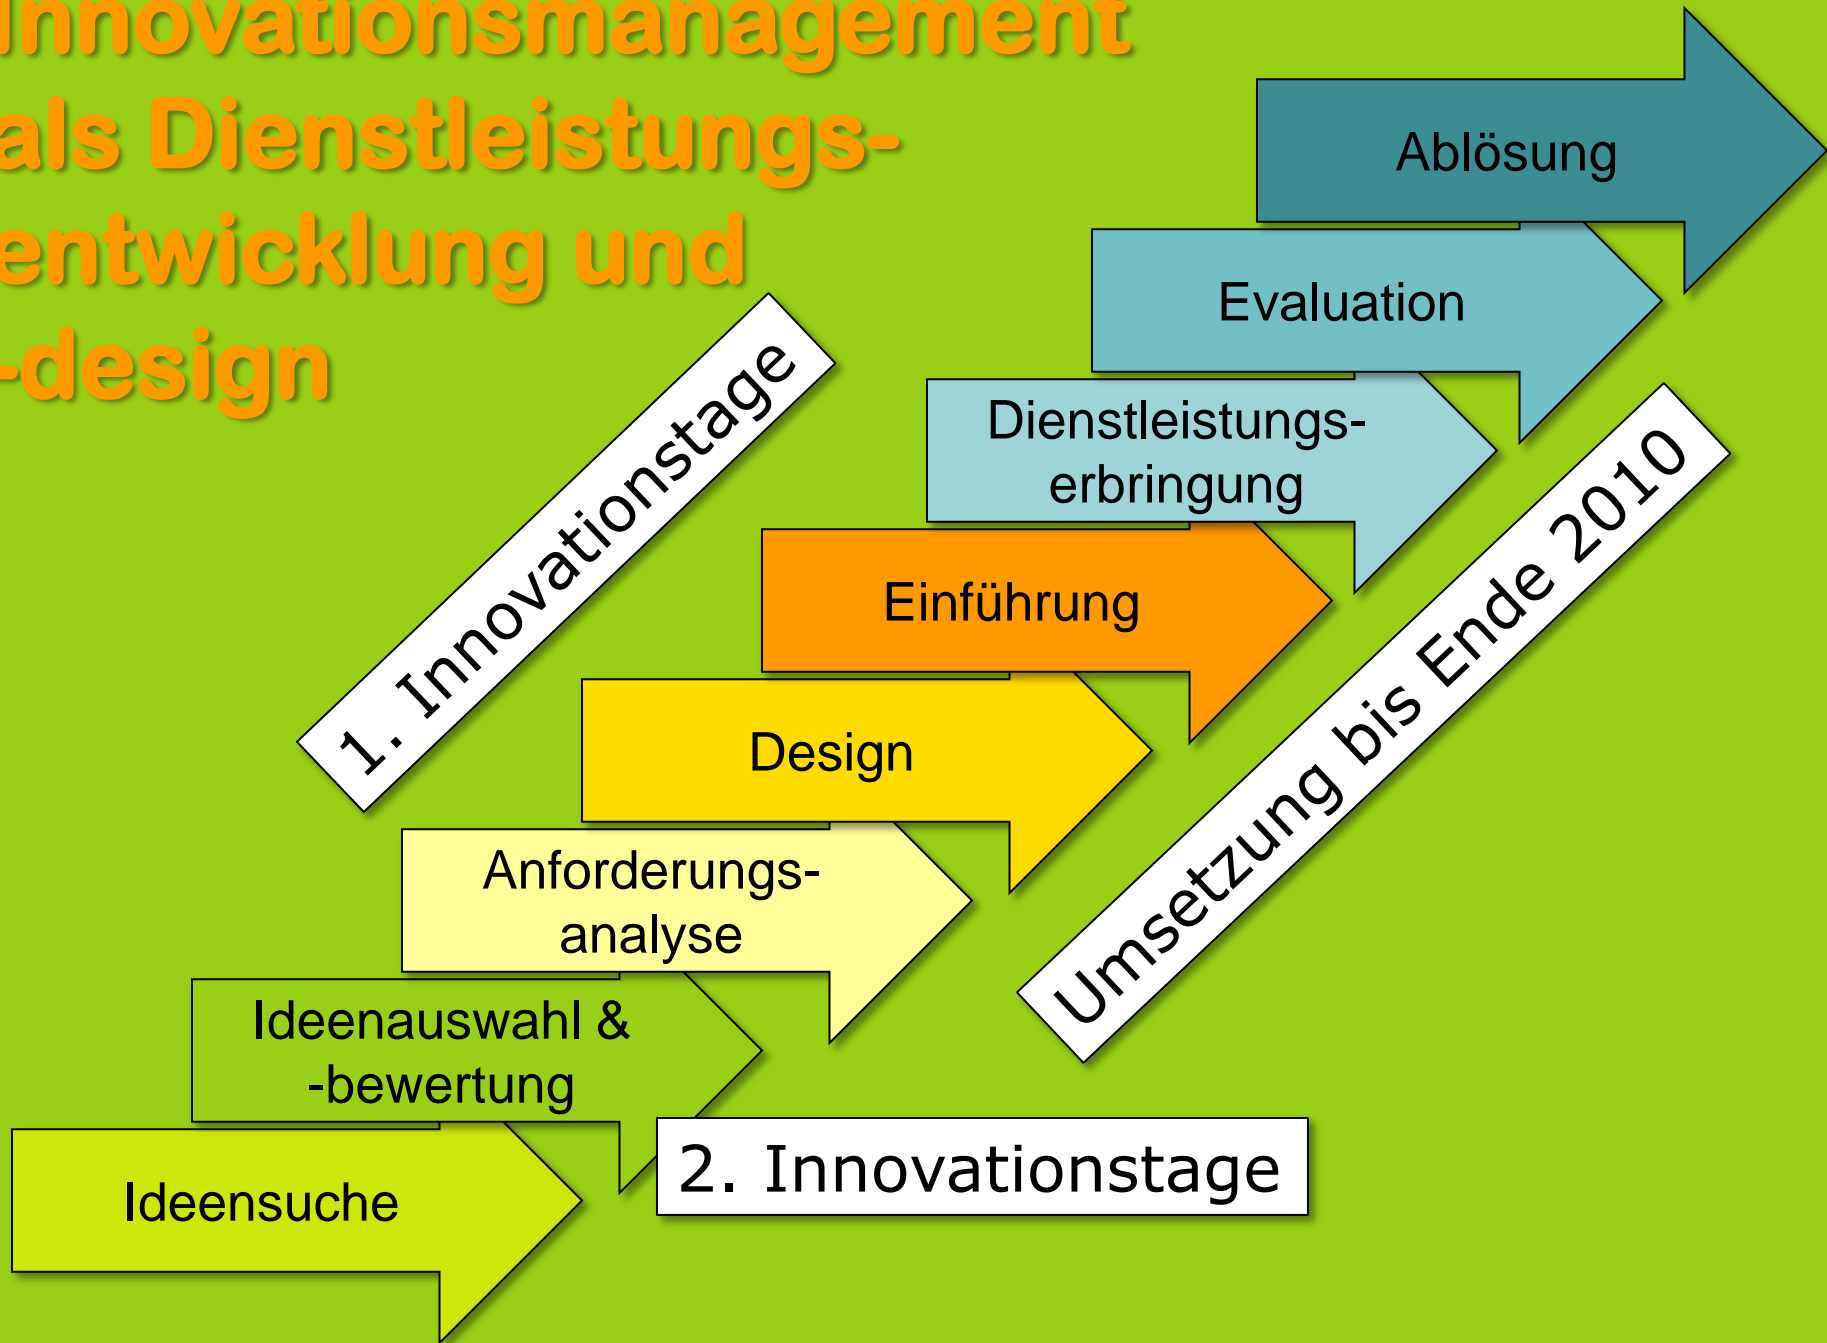 Innovationsmanagement
als Dienstleistungs-
entwicklung und
-design
Ablösung
Evaluation
Dienstleistungs-
erbringung
Einführung
Design
Anforderungs-
analyse
Ideenauswahl &
-bewertung
Ideensuche
1. Innovationstage
Umsetzung bis Ende 2010
2. Innovationstage